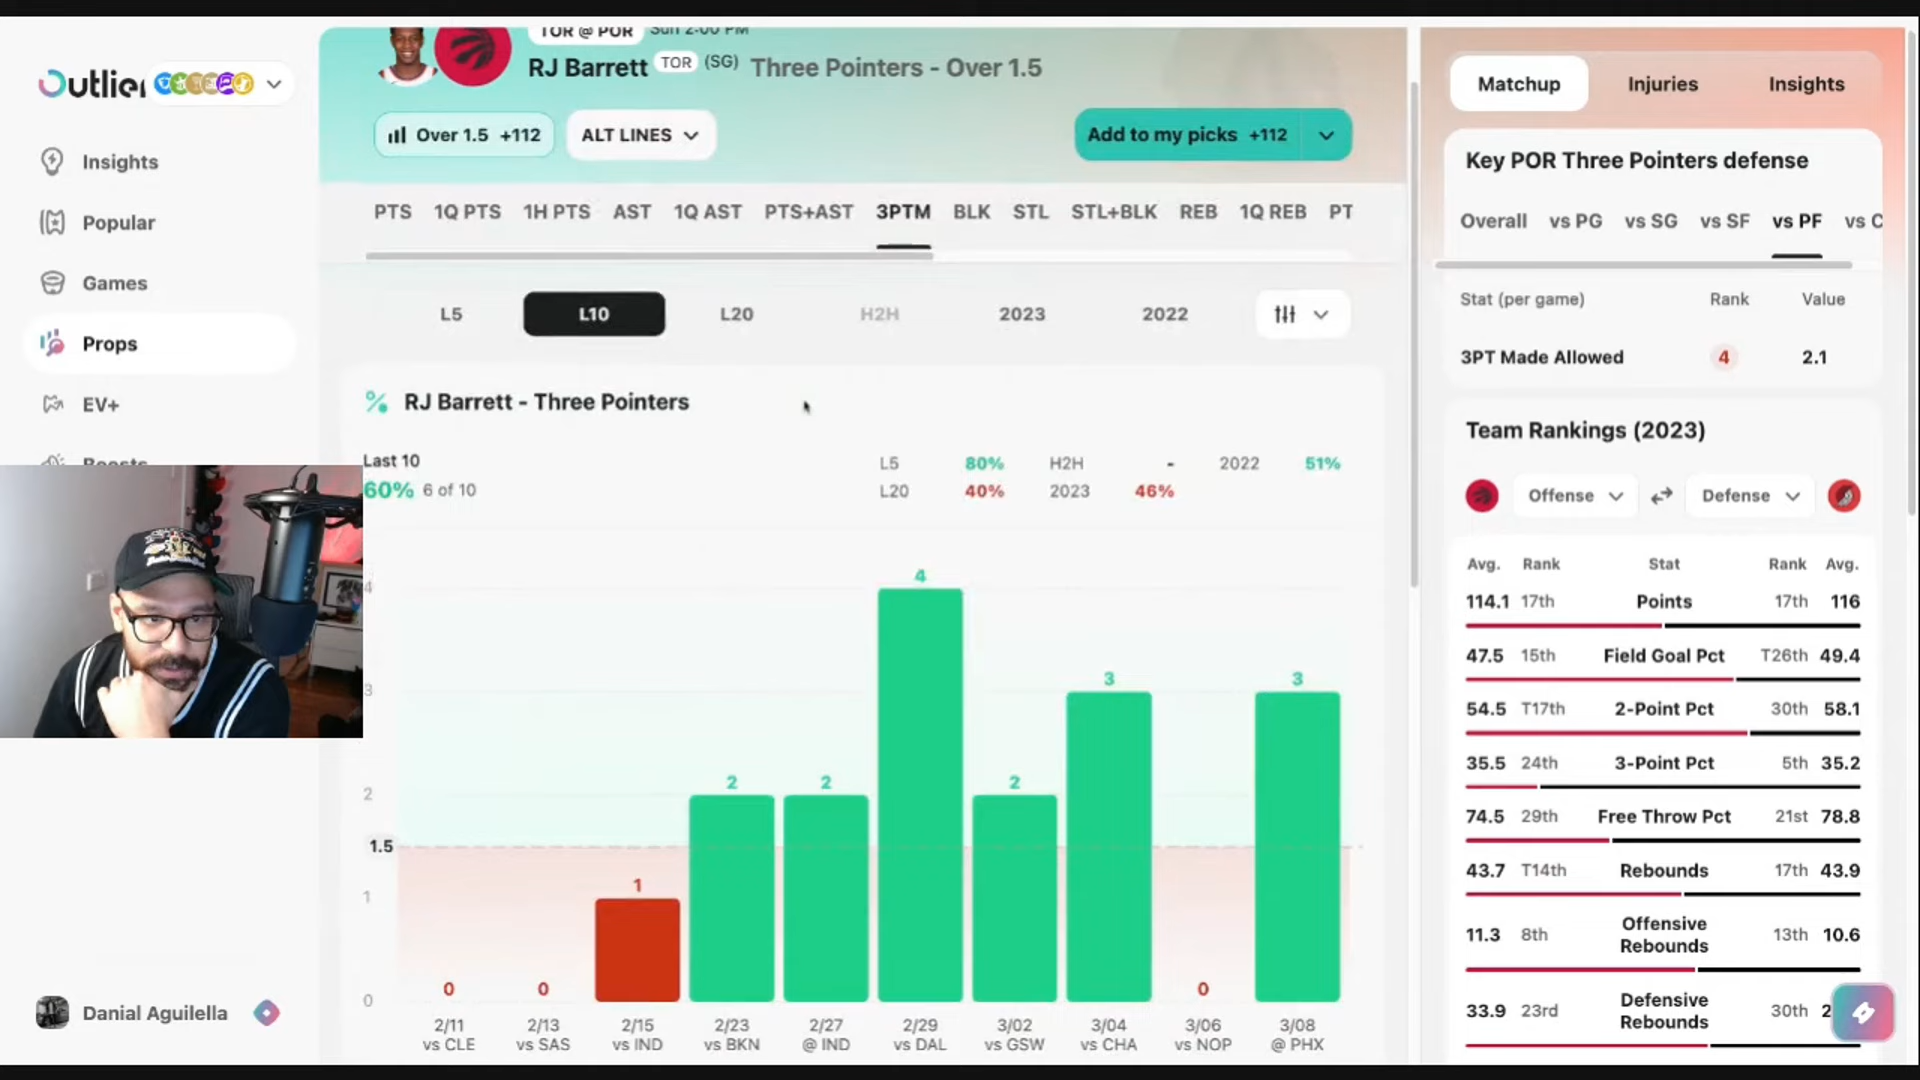 Outlier
Insights
Popular
Games
Props
EV+
Boosts
Danial Aguilella
TOR @ POR Sun 2:00 PM
RJ Barrett TOR (SG) Three Pointers - Over 1.5
Over 1.5 +112 ALT LINES
Add to my picks +112
PTS 1Q PTS 1H PTS AST 1Q AST PTS+AST 3PTM BLK STL STL+BLK REB 1Q REB PT
L5 L10 L20 H2H 2023 2022
% RJ Barrett - Three Pointers
Last 10
60% 6 of 10
L5 80% H2H - 2022 51%
L20 40% 2023 46%
4
3
2
1.5
1
0
0 0 1 2 2 4 2 3 0 3
2/11 2/13 2/15 2/23 2/27 2/29 3/02 3/04 3/06 3/08
vs CLE vs SAS vs IND vs BKN @ IND vs DAL vs GSW vs CHA vs NOP @ PHX
Matchup Injuries Insights
Key POR Three Pointers defense
Overall vs PG vs SG vs SF vs PF vs C
Stat (per game) Rank Value
3PT Made Allowed 4 2.1
Team Rankings (2023)
Offense Defense
Avg. Rank Stat Rank Avg.
114.1 17th Points 17th 116
47.5 15th Field Goal Pct T26th 49.4
54.5 T17th 2-Point Pct 30th 58.1
35.5 24th 3-Point Pct 5th 35.2
74.5 29th Free Throw Pct 21st 78.8
43.7 T14th Rebounds 17th 43.9
Offensive
11.3 8th Rebounds 13th 10.6
Defensive
33.9 23rd Rebounds 30th 2